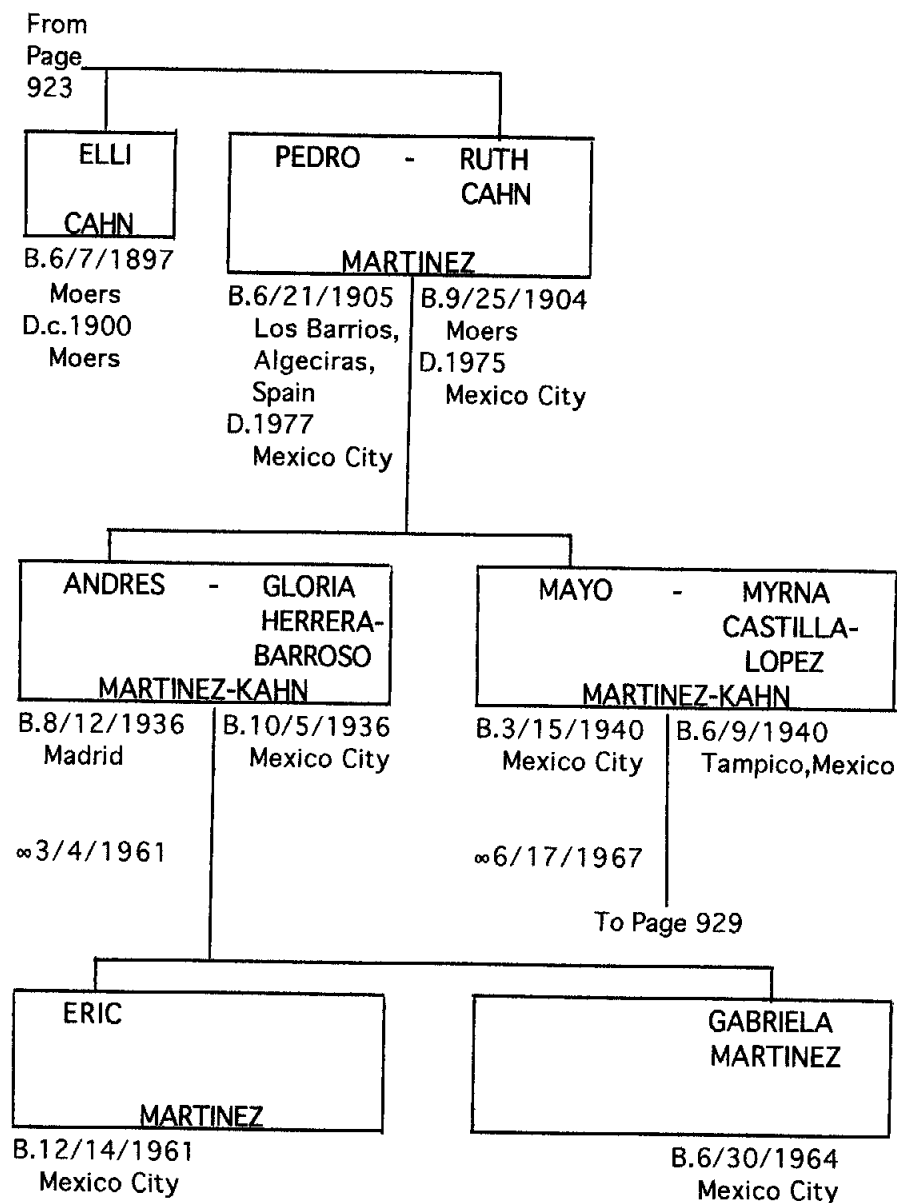 From
Page
923
ELLI
CAHN
B.6/7/1897
Moers
D.c.1900
Moers
PEDRO - RUTH
CAHN
MARTINEZ
B.6/21/1905
Los Barrios,
Algeciras,
Spain
D.1977
Mexico City
B.9/25/1904
Moers
D.1975
Mexico City
ANDRES - GLORIA
HERRERA-
BARROSO
MARTINEZ-KAHN
B.8/12/1936
Madrid
B.10/5/1936
Mexico City
∞3/4/1961
MAYO - MYRNA
CASTILLA-
LOPEZ
MARTINEZ-KAHN
B.3/15/1940
Mexico City
B.6/9/1940
Tampico,Mexico
∞6/17/1967
To Page 929
ERIC
MARTINEZ
B.12/14/1961
Mexico City
GABRIELA
MARTINEZ
B.6/30/1964
Mexico City